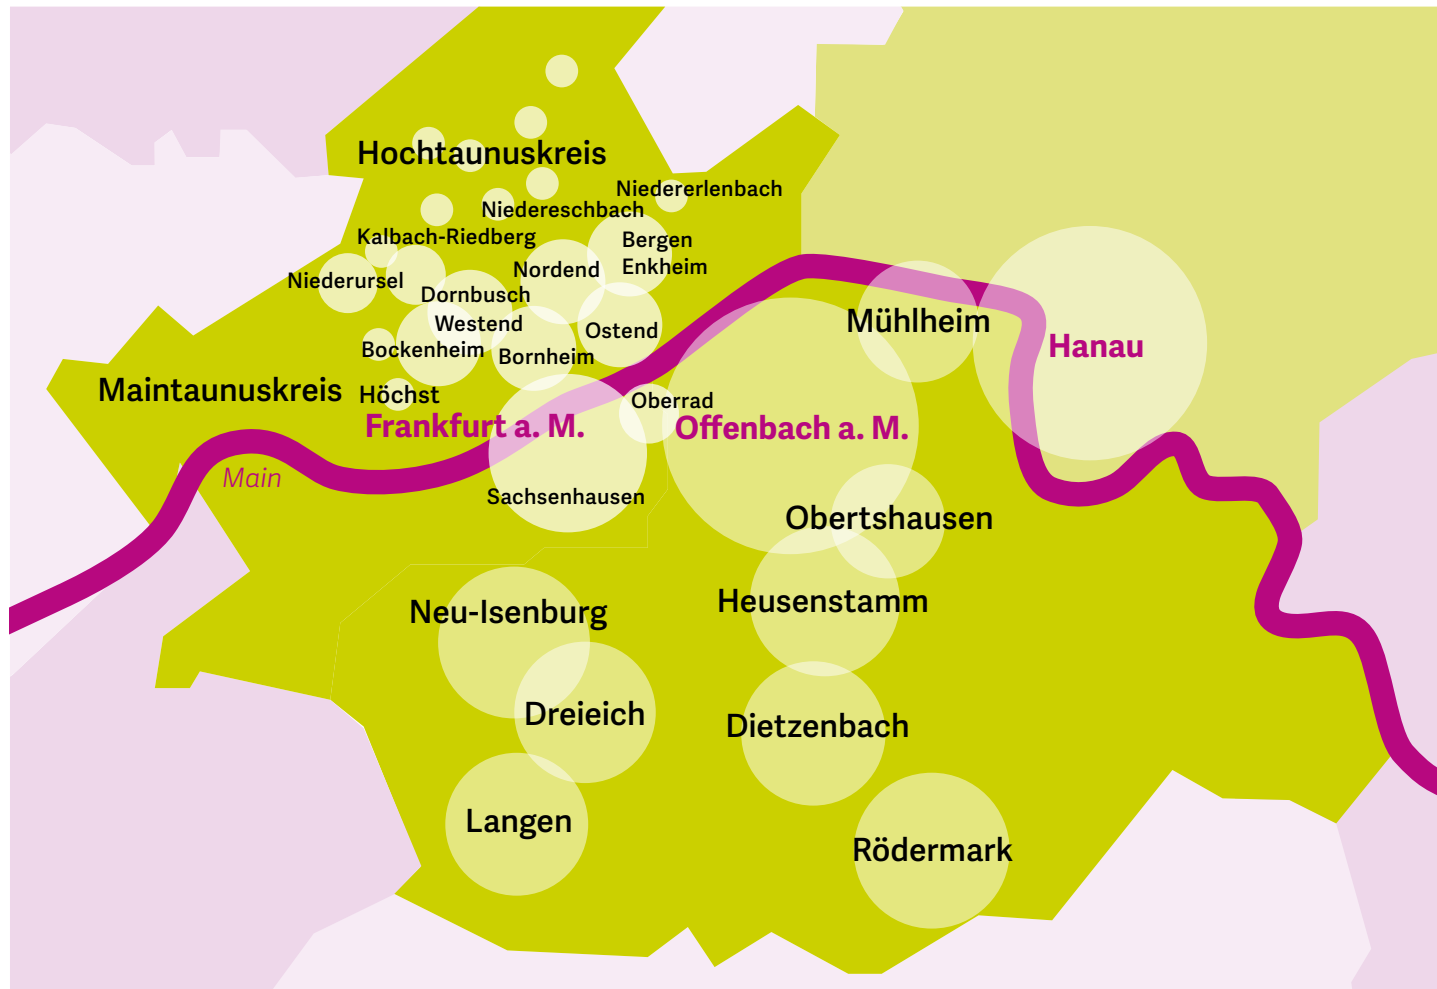 Hochtaunuskreis
Niedererlenbach
Niedereschbach
Kalbach-Riedberg
Bergen
Enkheim
Nordend
Niederursel
Dornbusch
Westend
Ostend
Mühlheim
Bockenheim
Bornheim
Hanau
Maintaunuskreis
Höchst
Oberrad
Frankfurt a. M.
Offenbach a. M.
Main
Sachsenhausen
Obertshausen
Heusenstamm
Neu-Isenburg
Dreieich
Dietzenbach
Langen
Rödermark